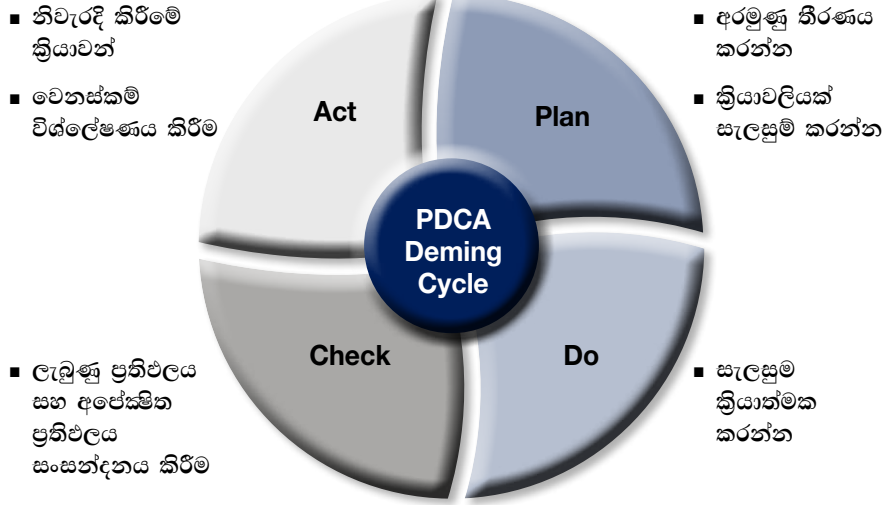 ■ නිවැරදි කිරීමේ
ක්‍රියාවන්
■ වෙනස්කම්
විශ්ලේෂණය කිරීම
Act
Plan
■ අරමුණු තීරණය
කරන්න
■ ක්‍රියාවලියක්
සැලසුම් කරන්න
PDCA
Deming
Cycle
■ ලැබුණු ප්‍රතිඵලය
සහ අපේක්‍ෂිත
ප්‍රතිඵලය
සංසන්දනය කිරීම
Check
Do
■ සැලසුම
ක්‍රියාත්මක
කරන්න